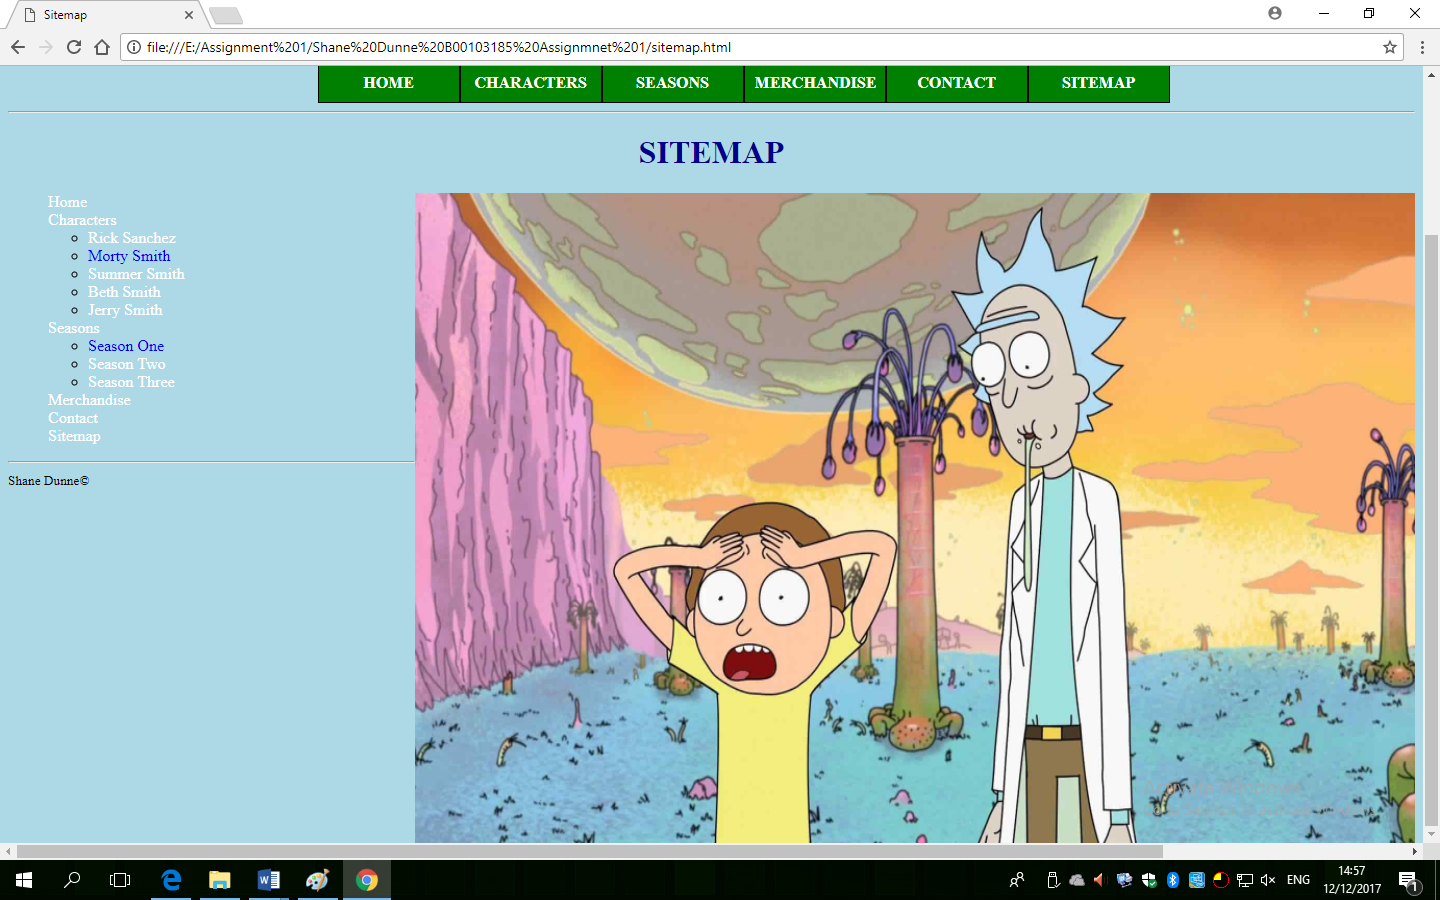 Sitemap
file:///E:/Assignment%201/Shane%20Dunne%20B00103185%20Assignmnet%201/sitemap.html
HOME CHARACTERS SEASONS MERCHANDISE CONTACT SITEMAP
SITEMAP
Home
Characters
Rick Sanchez
Morty Smith
Summer Smith
Beth Smith
Jerry Smith
Seasons
Season One
Season Two
Season Three
Merchandise
Contact
Sitemap
Shane Dunne©
ENG
14:57
12/12/2017
1